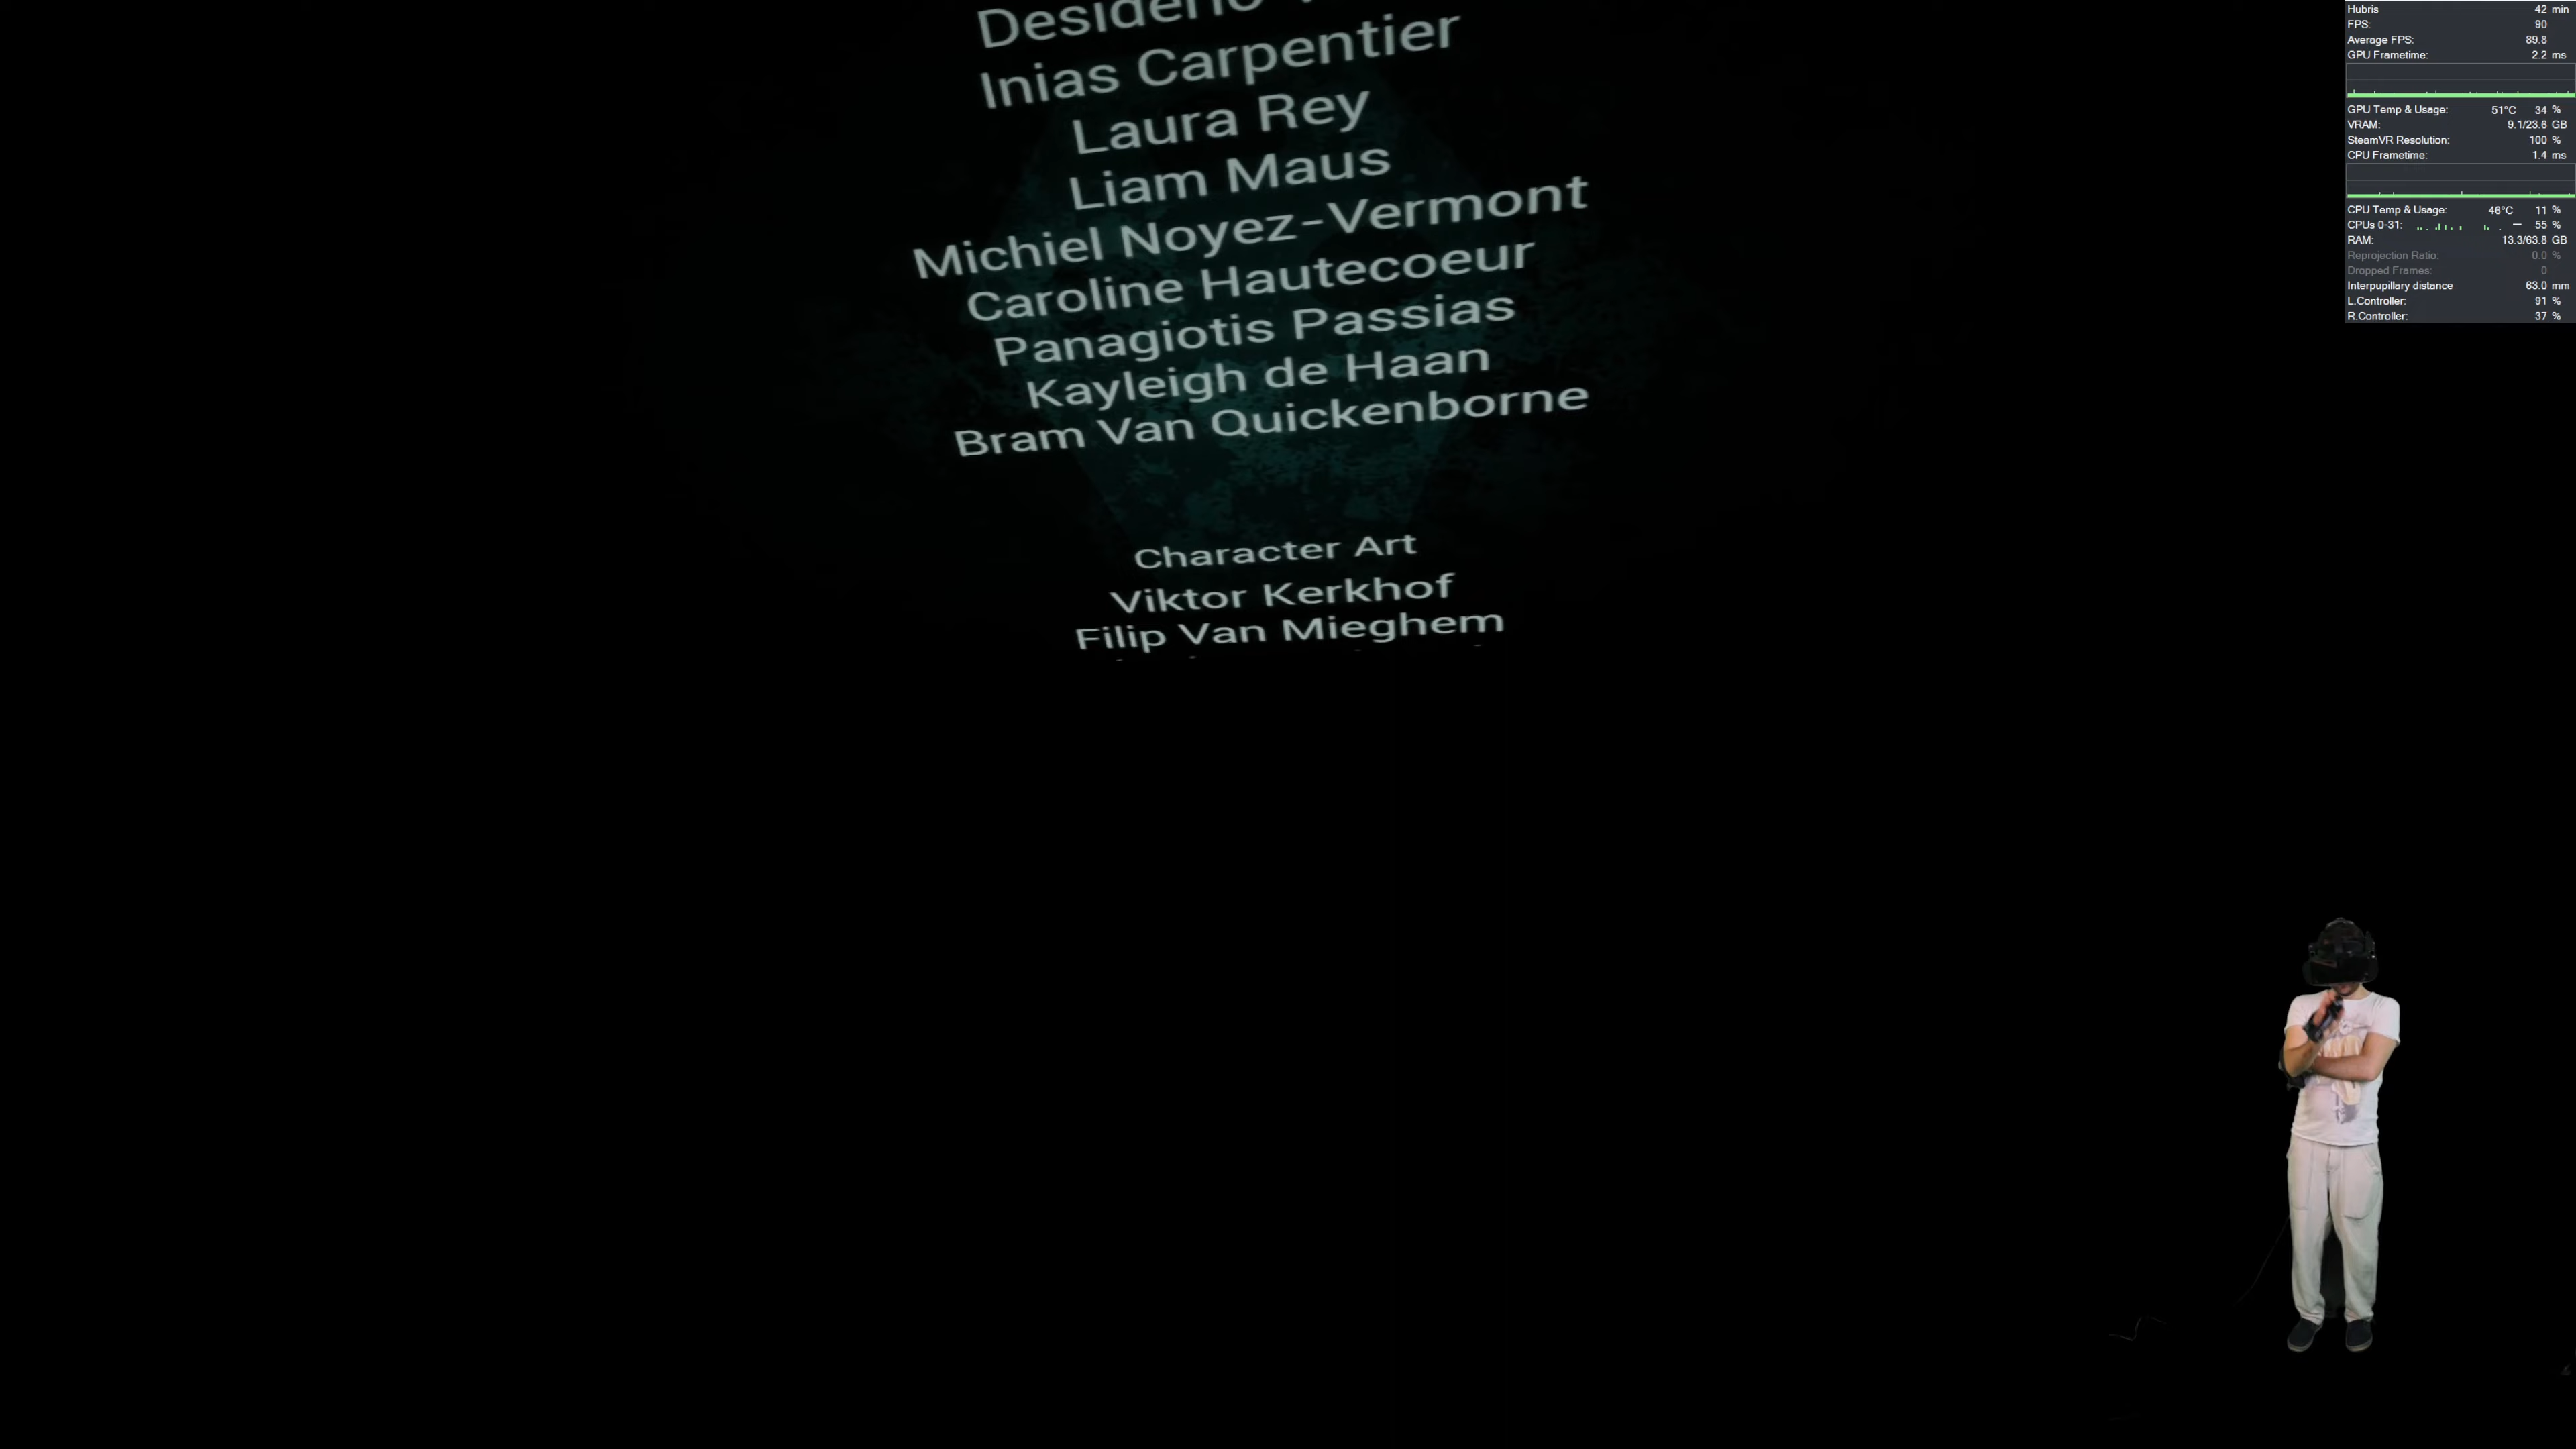 Inias Carpentier
Laura Rey
Liam Maus
Michiel Noyez-Vermont
Caroline Hautecoeur
Panagiotis Passias
Kayleigh de Haan
Bram Van Quickenborne
Character Art
Viktor Kerkhof
Filip Van Mieghem
Hubris 42 min
FPS: 90
Average FPS: 89.8
GPU Frametime: 2.2 ms
GPU Temp & Usage: 51°C 34 %
VRAM: 9.1/23.6 GB
SteamVR Resolution: 100 %
CPU Frametime: 1.4 ms
CPU Temp & Usage: 46°C 11 %
CPUs 0-31: 55 %
RAM: 13.3/63.8 GB
Reprojection Ratio: 0.0 %
Dropped Frames: 0
Interpupillary distance 63.0 mm
L.Controller: 91 %
R.Controller: 37 %